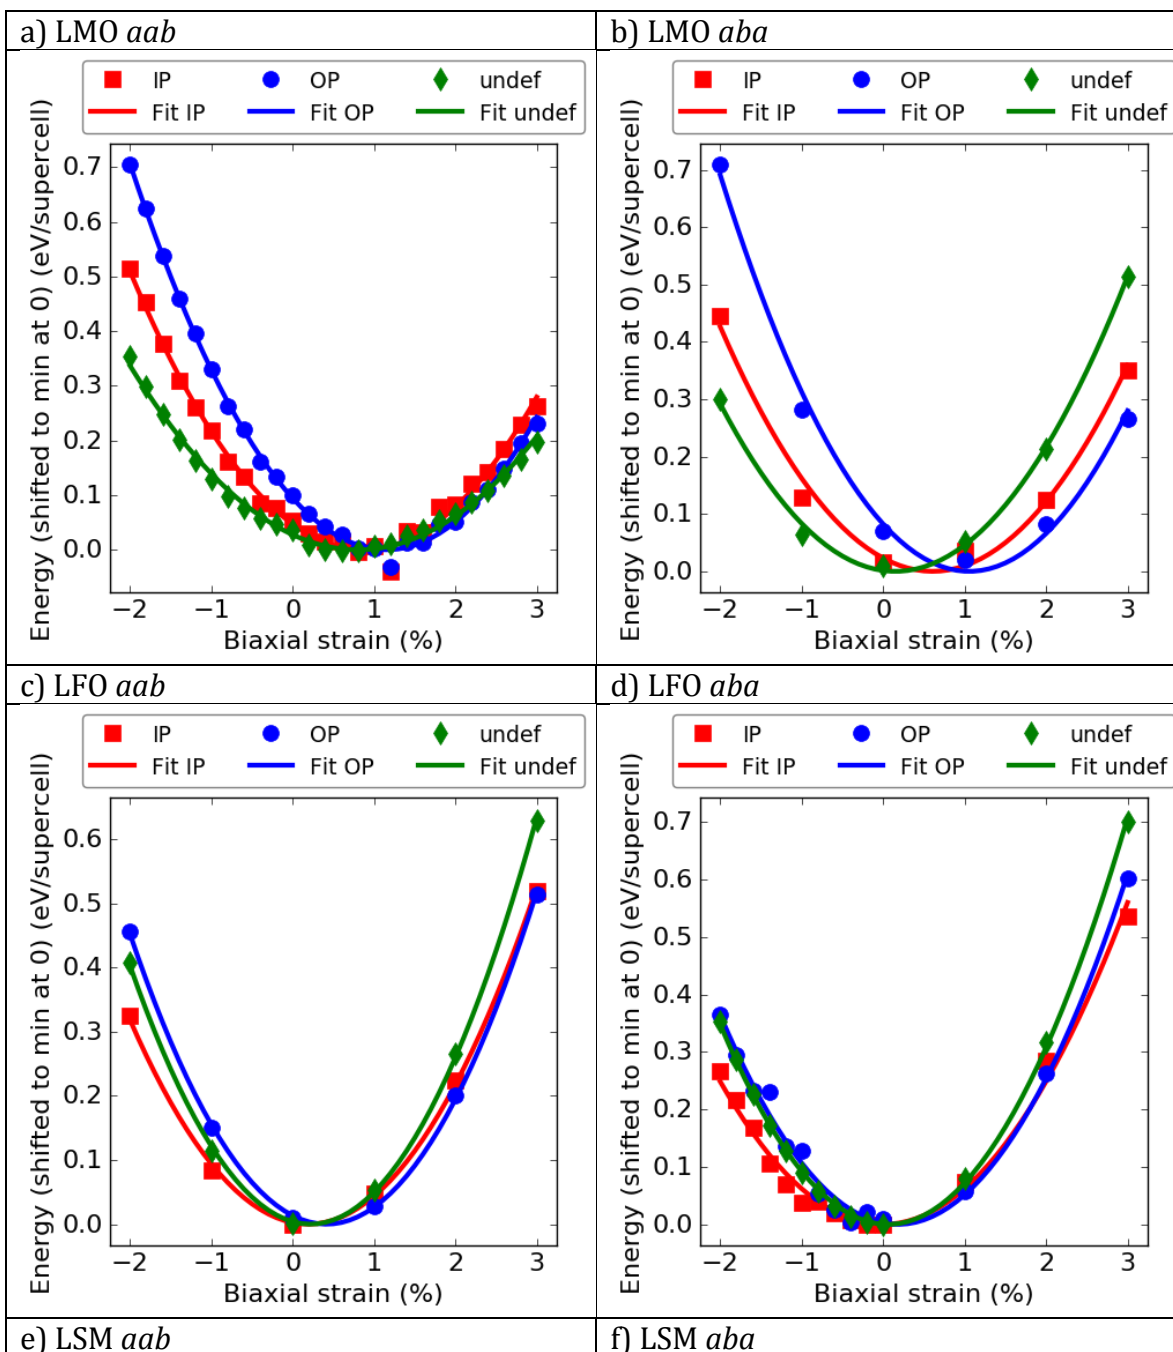 a) LMO aab
IP OP undef
Fit IP Fit OP Fit undef
Energy (shifted to min at 0) (eV/supercell)
0.7
0.6
0.5
0.4
0.3
0.2
0.1
0.0
−2 −1 0 1 2 3
Biaxial strain (%)
b) LMO aba
IP OP undef
Fit IP Fit OP Fit undef
Energy (shifted to min at 0) (eV/supercell)
0.7
0.6
0.5
0.4
0.3
0.2
0.1
0.0
−2 −1 0 1 2 3
Biaxial strain (%)
c) LFO aab
IP OP undef
Fit IP Fit OP Fit undef
Energy (shifted to min at 0) (eV/supercell)
0.6
0.5
0.4
0.3
0.2
0.1
0.0
−2 −1 0 1 2 3
Biaxial strain (%)
d) LFO aba
IP OP undef
Fit IP Fit OP Fit undef
Energy (shifted to min at 0) (eV/supercell)
0.7
0.6
0.5
0.4
0.3
0.2
0.1
0.0
−2 −1 0 1 2 3
Biaxial strain (%)
e) LSM aab
f) LSM aba